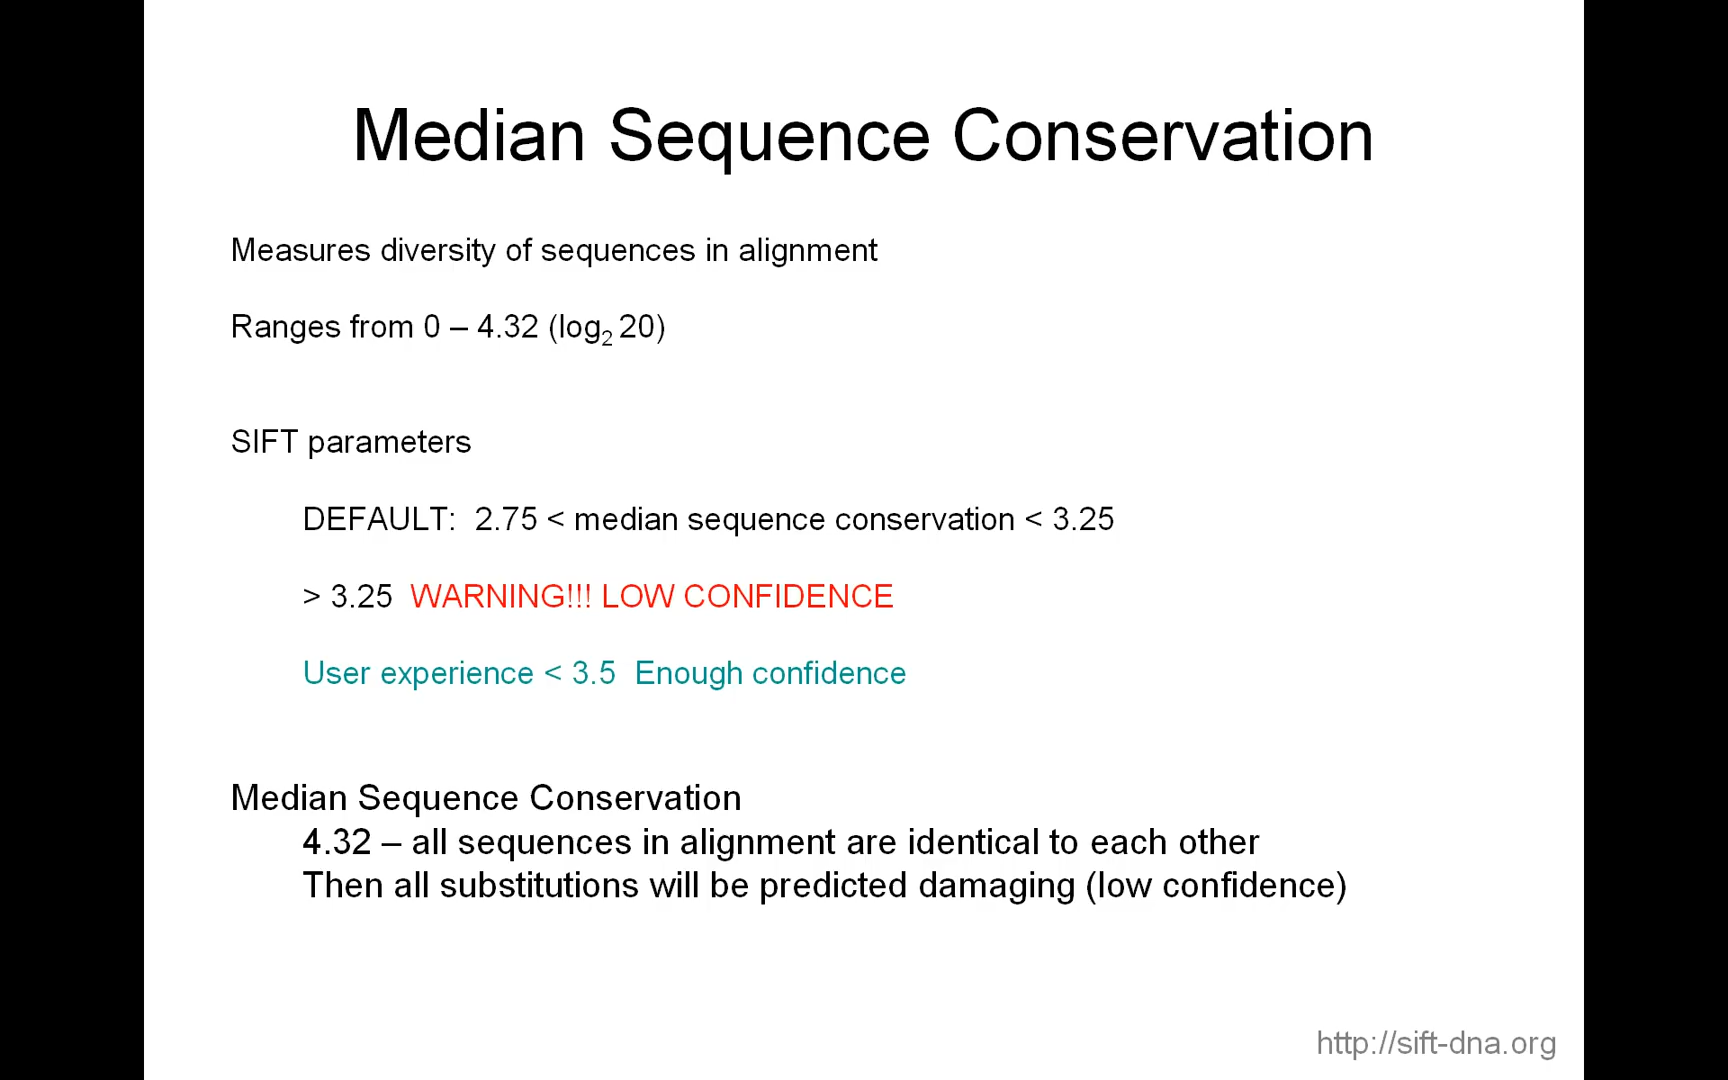 Median Sequence Conservation
Measures diversity of sequences in alignment
Ranges from 0 – 4.32 (log₂ 20)
SIFT parameters
DEFAULT:  2.75 < median sequence conservation < 3.25
> 3.25  WARNING!!! LOW CONFIDENCE
User experience < 3.5  Enough confidence
Median Sequence Conservation
4.32 – all sequences in alignment are identical to each other
Then all substitutions will be predicted damaging (low confidence)
http://sift-dna.org